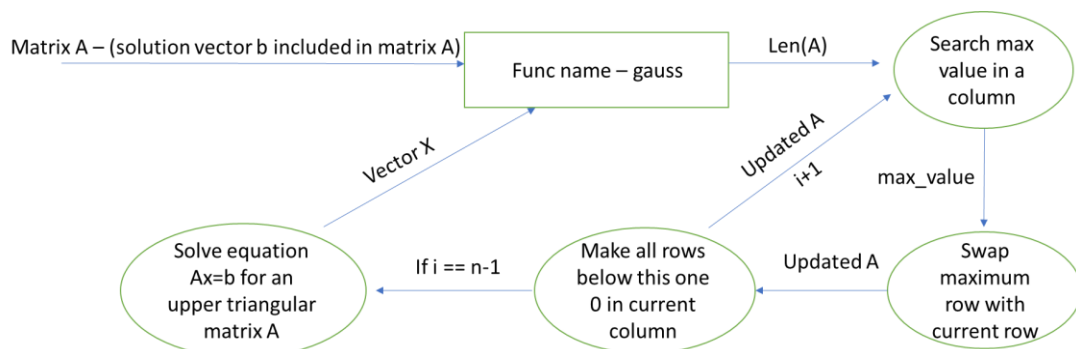 Matrix A – (solution vector b included in matrix A)
Func name – gauss
Len(A)
Search max
value in a
column
Updated A
i+1
max_value
Vector X
Solve equation
Ax=b for an
upper triangular
matrix A
If i == n-1
Make all rows
below this one
0 in current
column
Updated A
Swap
maximum
row with
current row